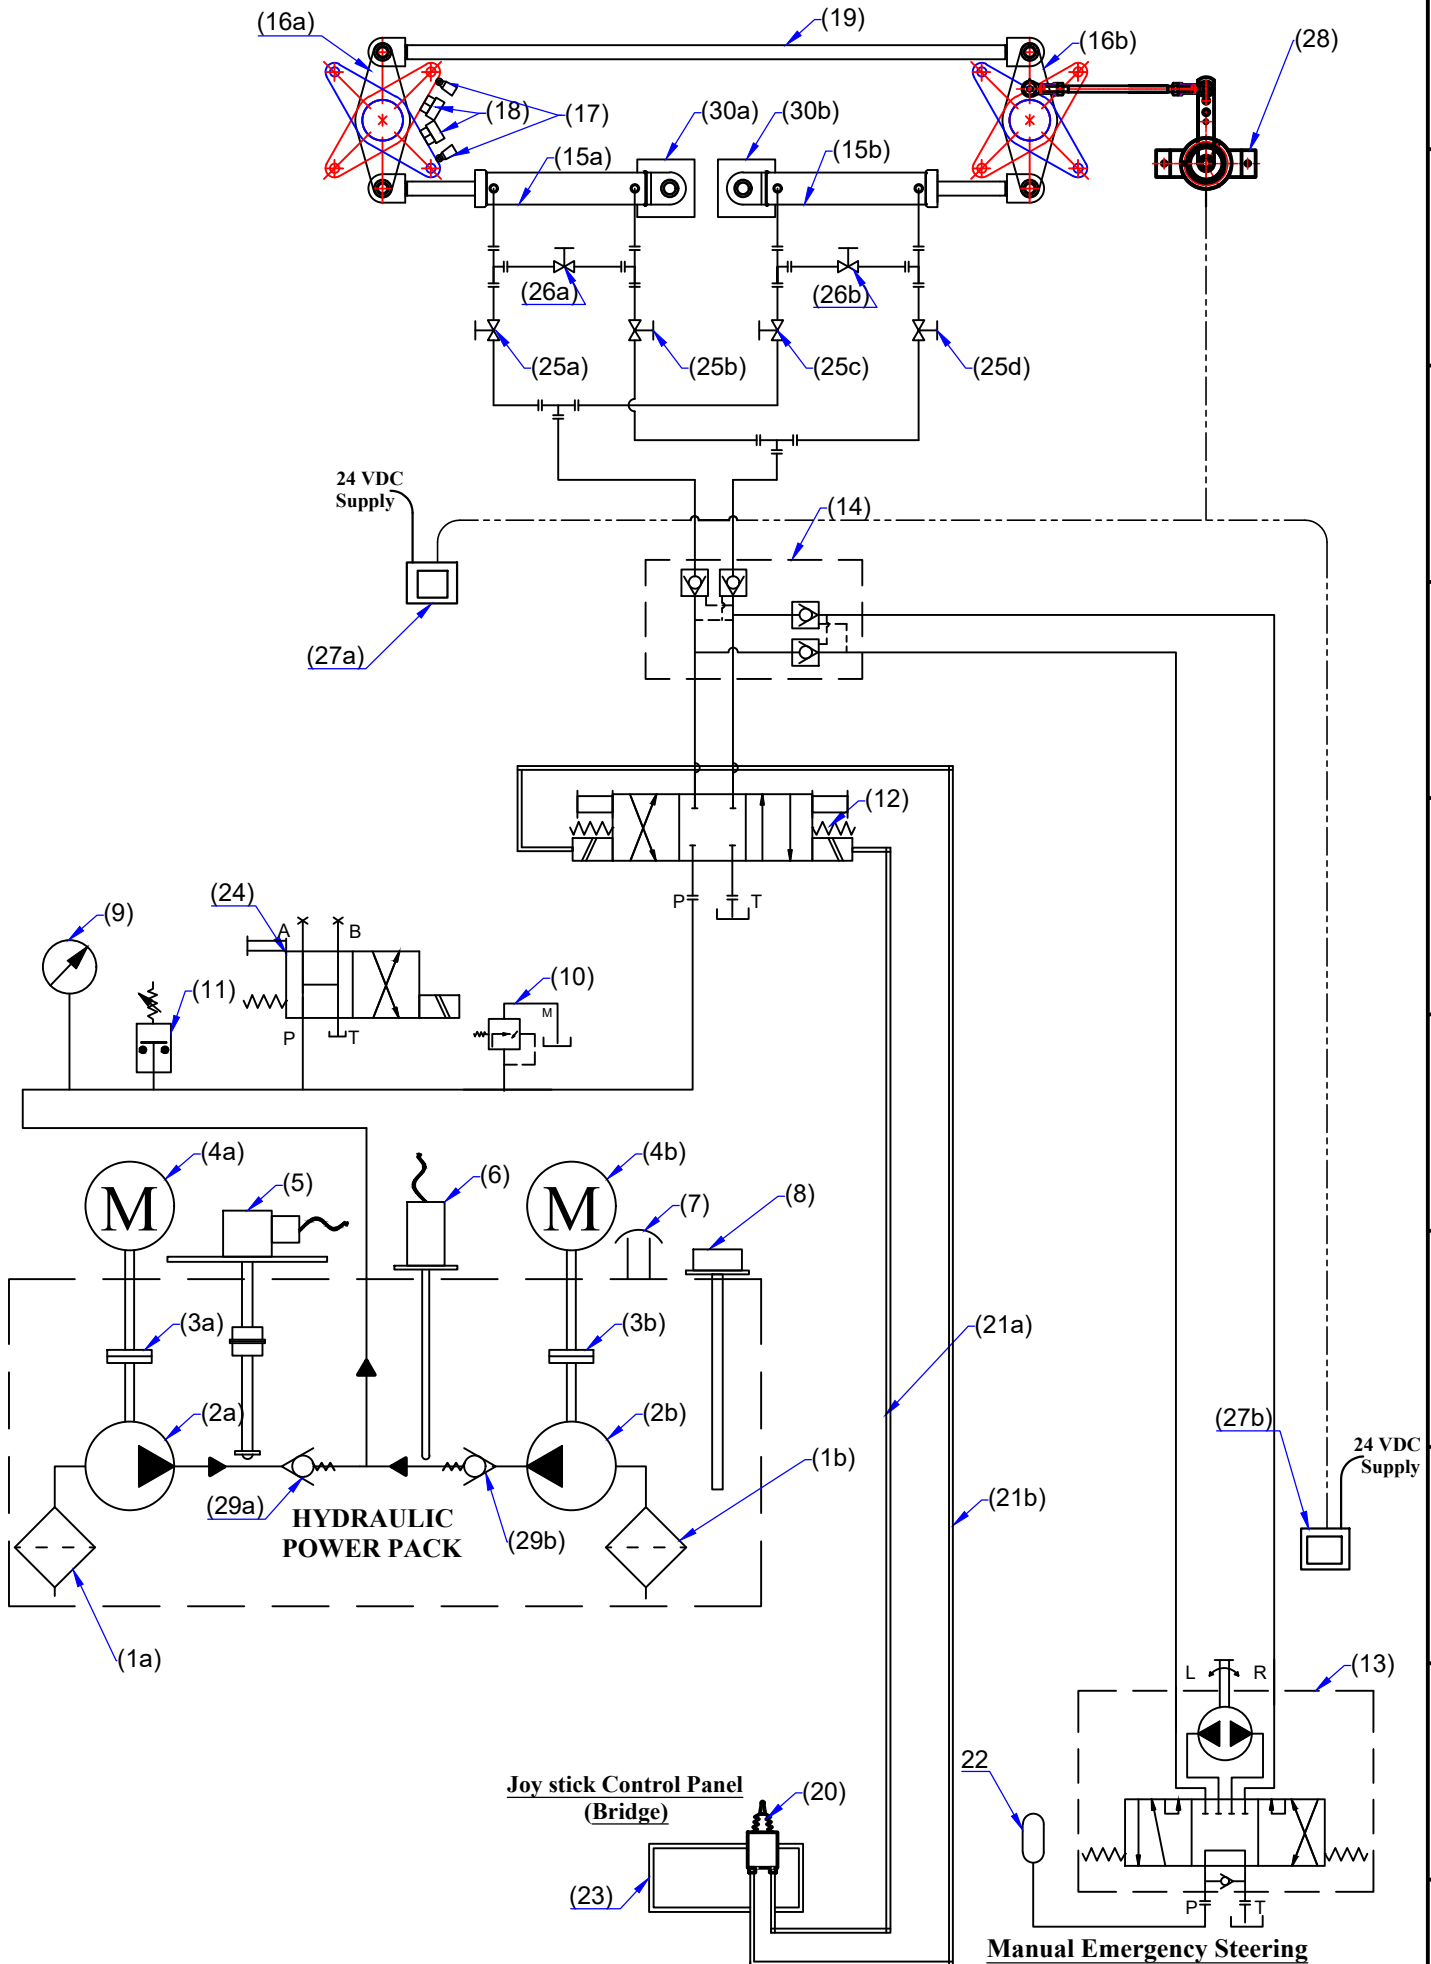 (16a)
(19)
(16b)
(28)
(18)
(17)
(30a)
(30b)
(15a)
(15b)
(26a)
(26b)
(25a)
(25b)
(25c)
(25d)
24 VDC
Supply
(14)
(27a)
(12)
P
T
(24)
(9)
A
B
(10)
(11)
M
P
T
(4a)
(4b)
(5)
(6)
(7)
(8)
M
M
(3a)
(3b)
(21a)
(2a)
(2b)
(27b)
24 VDC
Supply
(1b)
(29a)
(21b)
HYDRAULIC
POWER PACK
(29b)
(1a)
L
R
(13)
22
Joy stick Control Panel
(Bridge)
(20)
(23)
P
T
Manual Emergency Steering